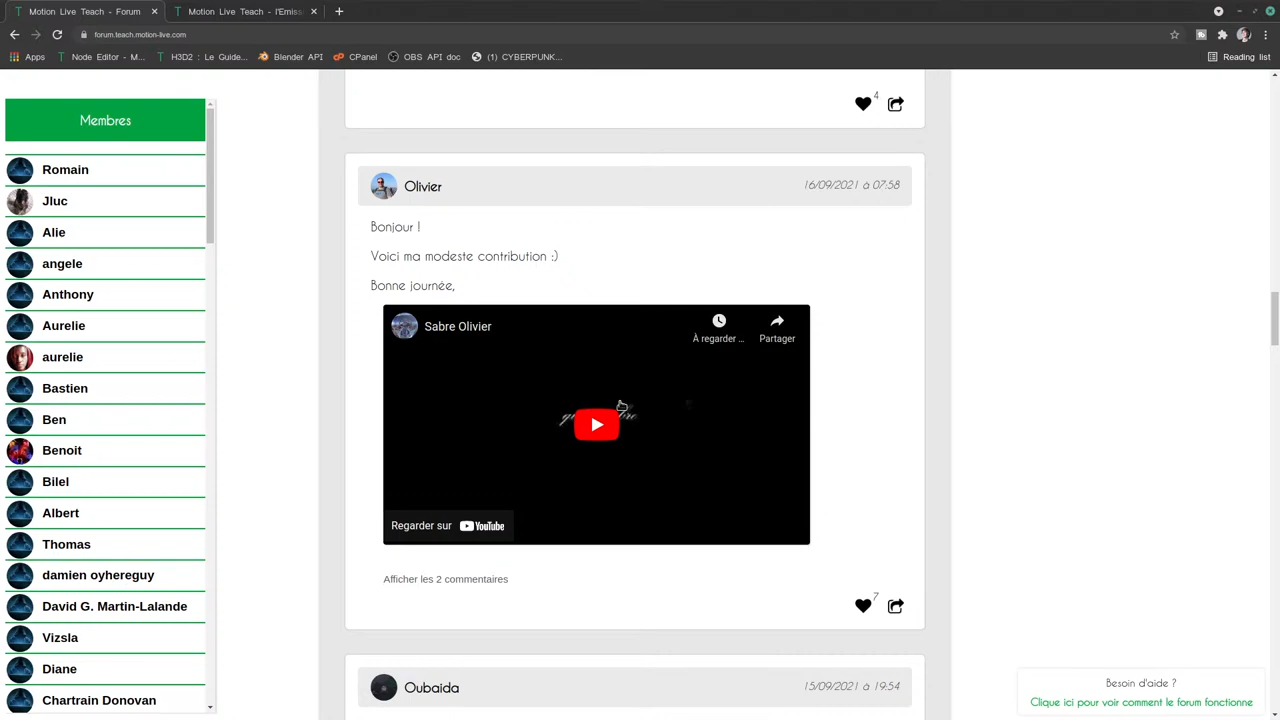 Motion Live Teach - Forum
Motion Live Teach - l'Emiss
forum.teach.motion-live.com
Apps
Node Editor - M...
H3D2 : Le Guide...
Blender API
CPanel
OBS API doc
(1) CYBERPUNK...
Reading list
Membres
Romain
Jluc
Alie
angele
Anthony
Aurelie
aurelie
Bastien
Ben
Benoit
Bilel
Albert
Thomas
damien oyhereguy
David G. Martin-Lalande
Vizsla
Diane
Chartrain Donovan
4
Olivier
16/09/2021 à 07:58
Bonjour !
Voici ma modeste contribution :)
Bonne journée,
Sabre Olivier
À regarder ...
Partager
Regarder sur YouTube
Afficher les 2 commentaires
7
Oubaida
15/09/2021 à 19:54
Besoin d'aide ?
Clique ici pour voir comment le forum fonctionne